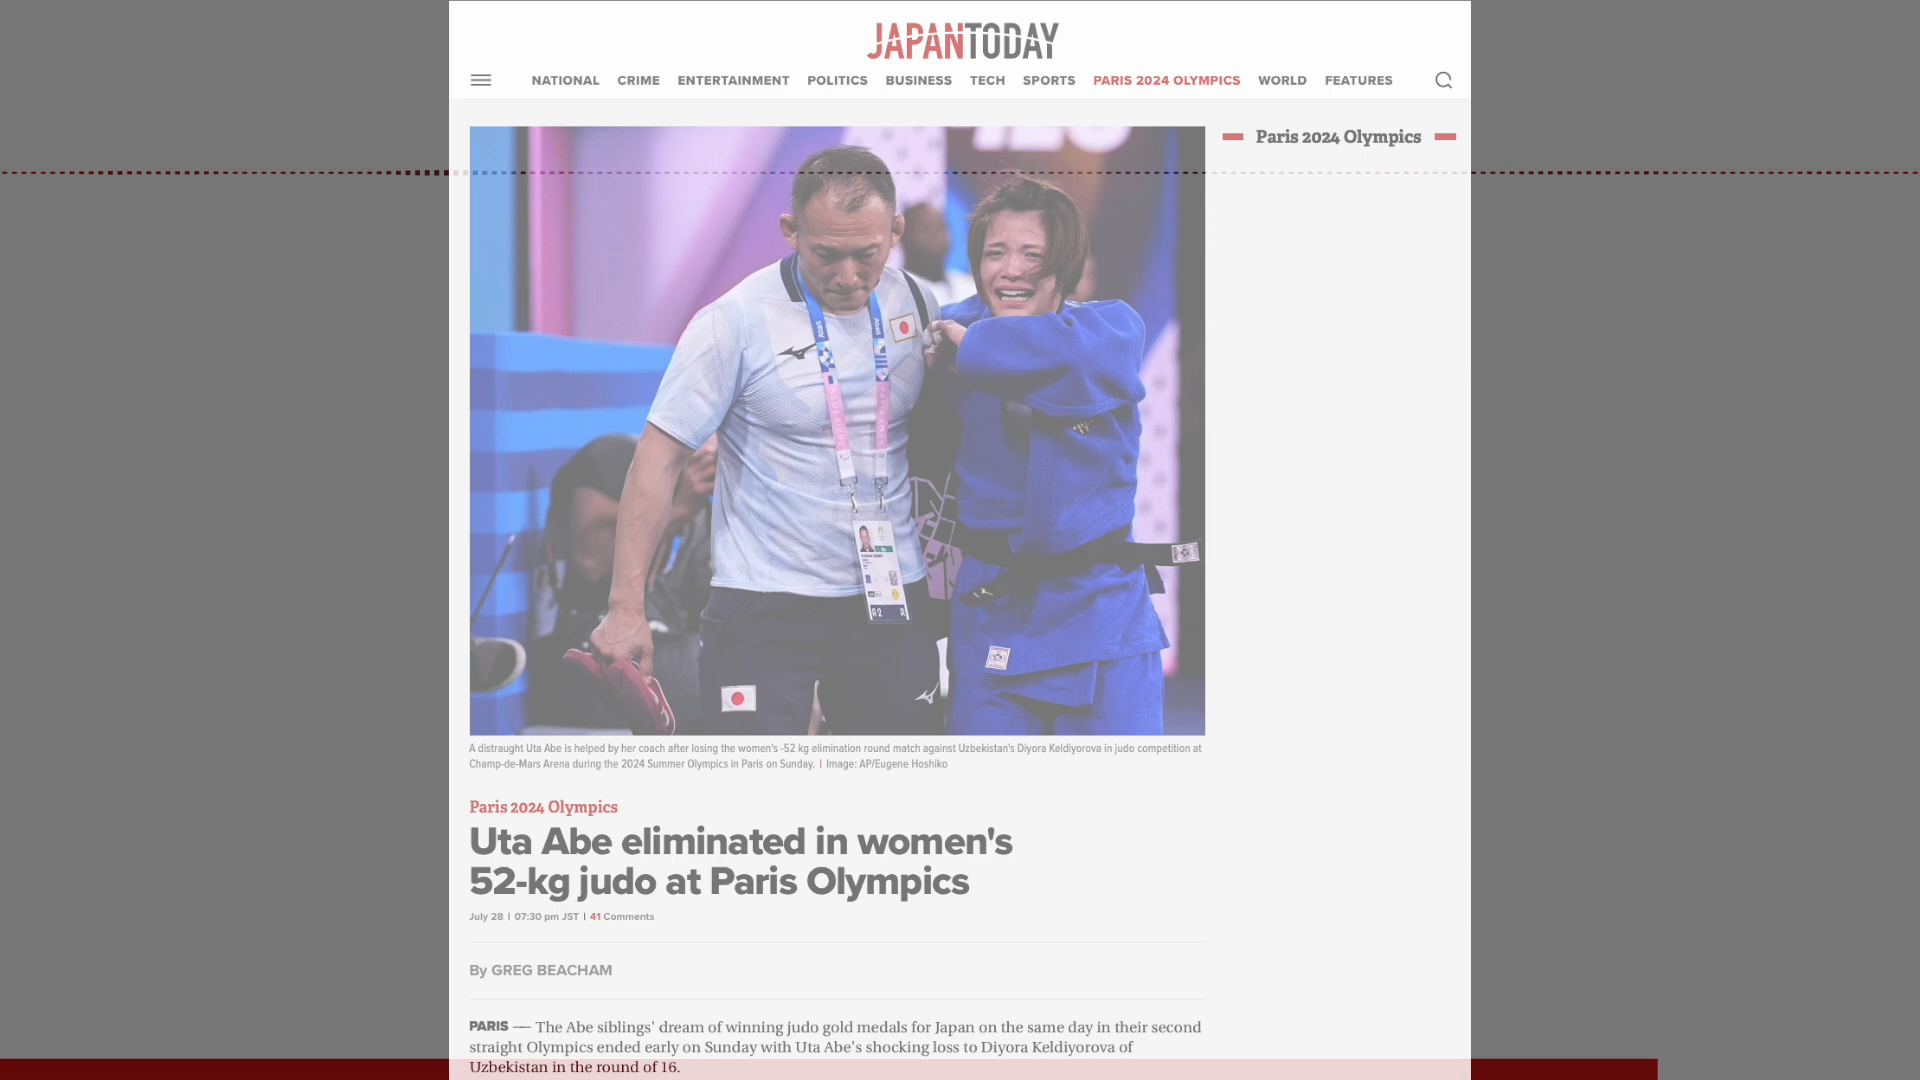 JAPANTODAY
NATIONAL CRIME ENTERTAINMENT POLITICS BUSINESS TECH SPORTS PARIS 2024 OLYMPICS WORLD FEATURES
Paris 2024 Olympics
A distraught Uta Abe is helped by her coach after losing the women's -52 kg elimination round match against Uzbekistan's Diyora Keldiyorova in judo competition at
Champ-de-Mars Arena during the 2024 Summer Olympics in Paris on Sunday. | Image: AP/Eugene Hoshiko
Paris 2024 Olympics
Uta Abe eliminated in women's
52-kg judo at Paris Olympics
July 28 | 07:30 pm JST | 41 Comments
By GREG BEACHAM
PARIS — The Abe siblings' dream of winning judo gold medals for Japan on the same day in their second
straight Olympics ended early on Sunday with Uta Abe's shocking loss to Diyora Keldiyorova of
Uzbekistan in the round of 16.